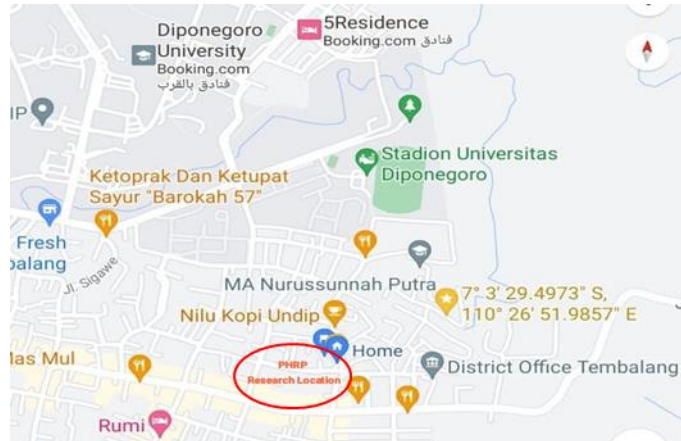 Diponegoro
University
Booking.com
فنادق بالقرب
5Residence
Booking.com فنادق
IP
Stadion Universitas
Diponegoro
Ketoprak Dan Ketupat
Sayur "Barokah 57"
Fresh
balang
Jl. Sigawe
MA Nurussunnah Putra
7° 3' 29.4973" S,
110° 26' 51.9857" E
Nilu Kopi Undip
Home
Mas Mul
PHRP
Research Location
District Office Tembalang
Rumi